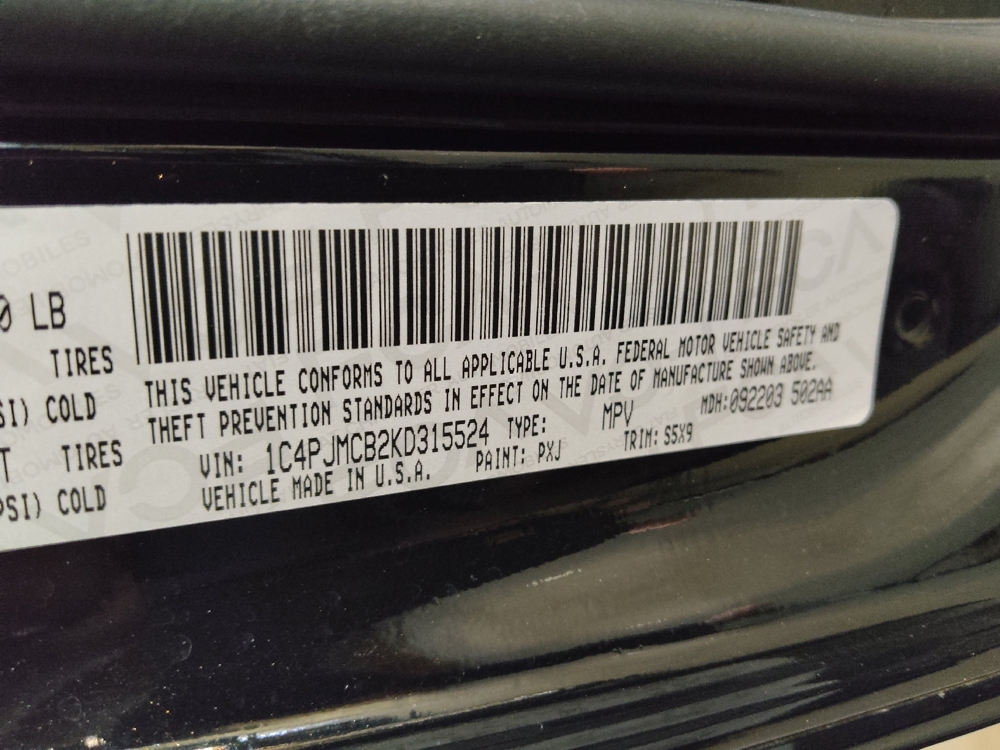 0 LB
TIRES
SI) COLD
T TIRES
PSI) COLD
THIS VEHICLE CONFORMS TO ALL APPLICABLE U.S.A. FEDERAL MOTOR VEHICLE SAFETY AND
THEFT PREVENTION STANDARDS IN EFFECT ON THE DATE OF MANUFACTURE SHOWN ABOVE.
VIN: 1C4PJMCB2KD315524 TYPE: MPV MDH:092203 502AA
VEHICLE MADE IN U.S.A. PAINT: PXJ TRIM: S5X9